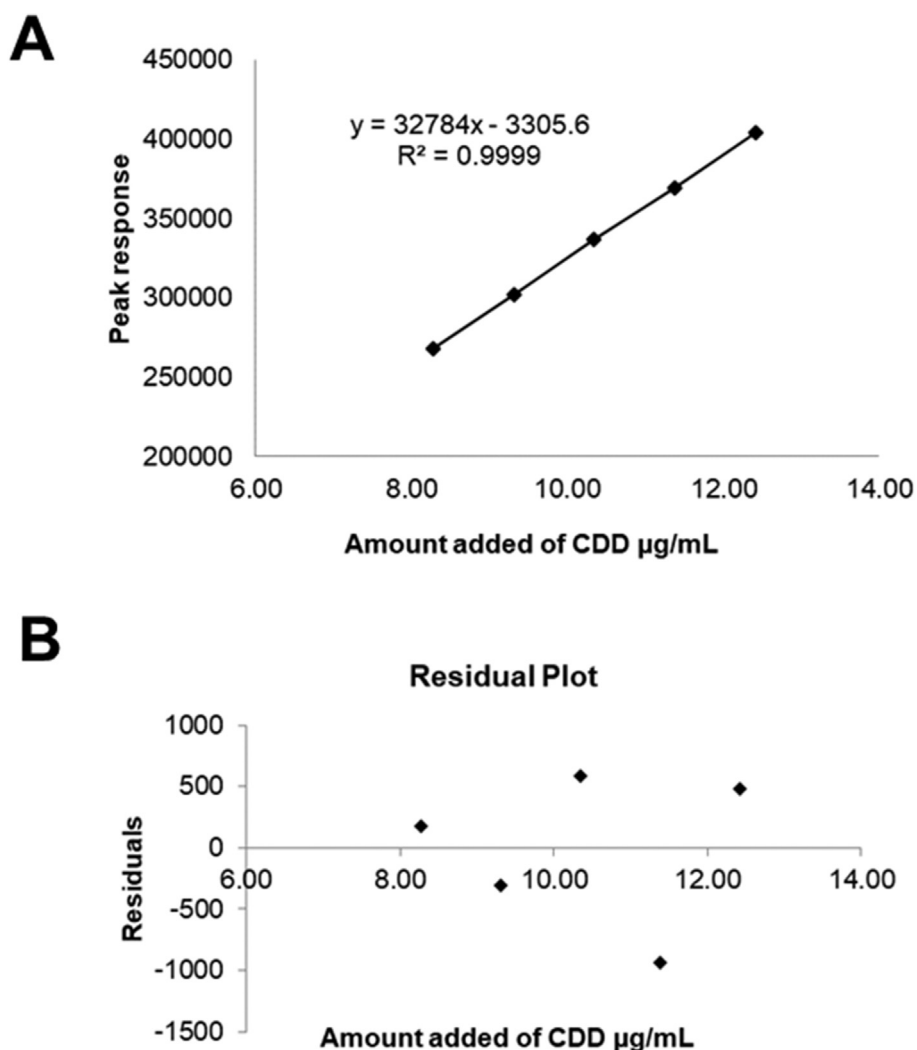 A
450000
400000
350000
300000
250000
200000
y = 32784x - 3305.6
R² = 0.9999
Peak response
6.00 8.00 10.00 12.00 14.00
Amount added of CDD µg/mL
B
Residual Plot
1000
500
0
-500
-1000
-1500
Residuals
6.00 8.00 10.00 12.00 14.00
Amount added of CDD µg/mL